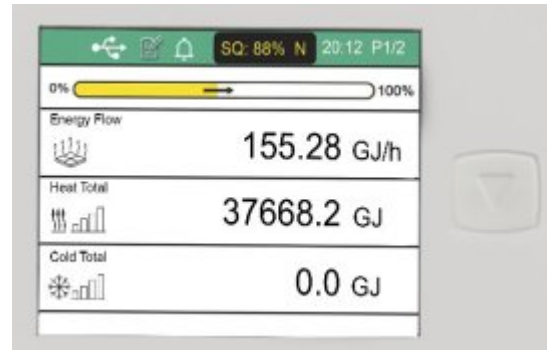 SQ: 88% N 20:12 P1/2
0% 100%
Energy Flow
155.28 GJ/h
Heat Total
37668.2 GJ
Cold Total
0.0 GJ